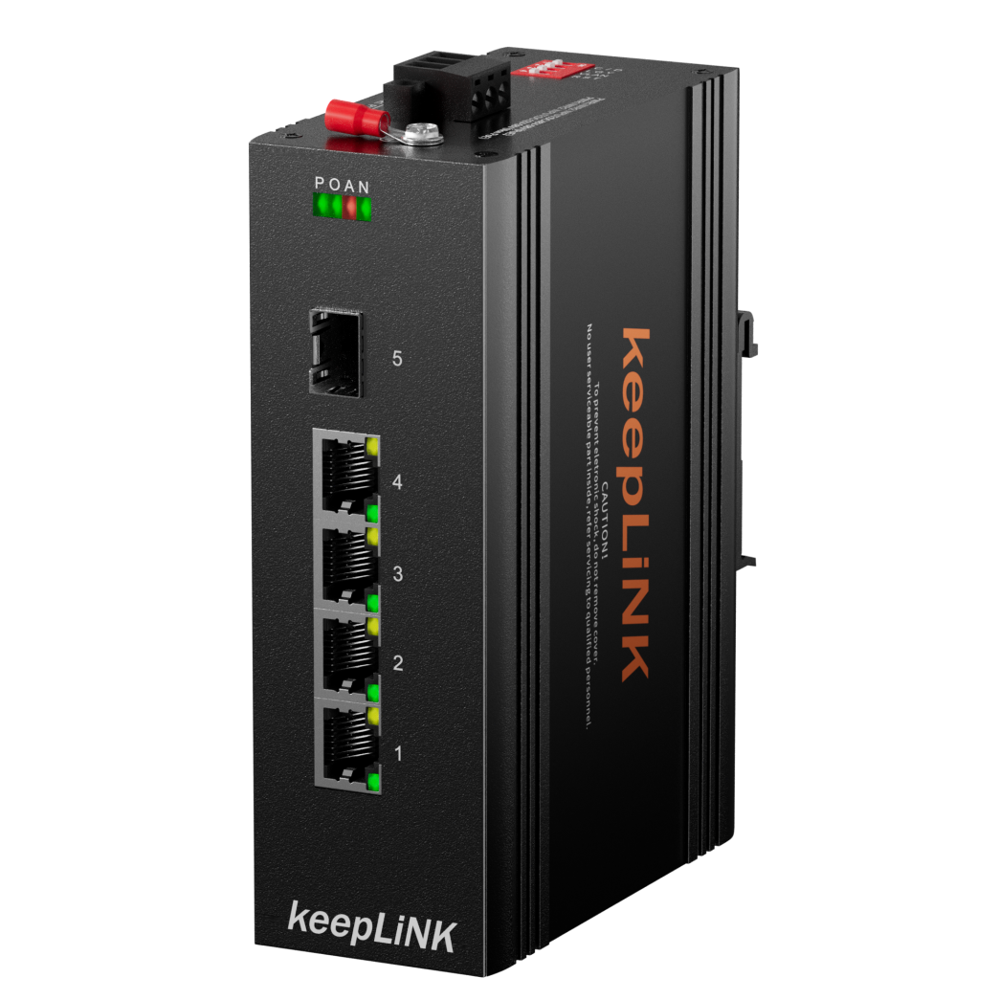 POAN
5
4
3
2
1
keepLiNK
keepLiNK
CAUTION!
To prevent eletronic shock, do not remove cover.
No user serviceable part inside, refer servicing to qualified personnel.